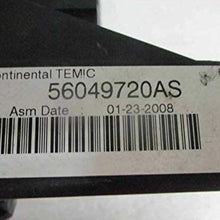 ontinental TEMIC
56049720AS
Asm Date : 01-23-2008